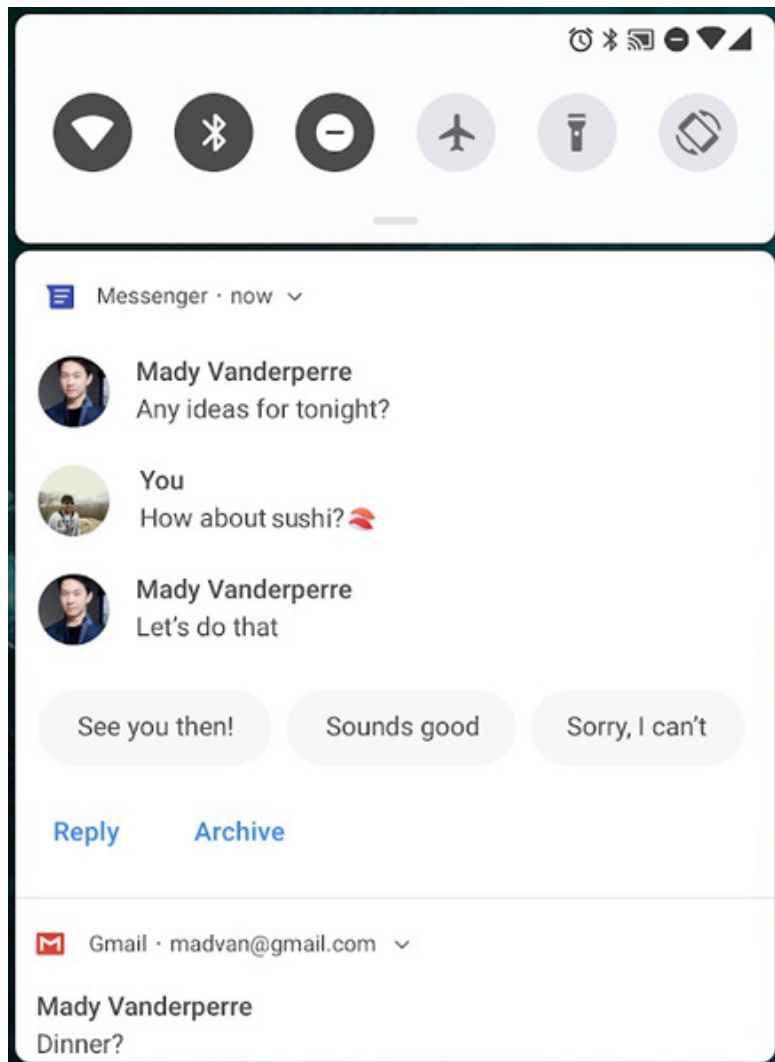 Messenger · now
Mady Vanderperre
Any ideas for tonight?
You
How about sushi?🍣
Mady Vanderperre
Let's do that
See you then! Sounds good Sorry, I can't
Reply Archive
Gmail · madvan@gmail.com
Mady Vanderperre
Dinner?